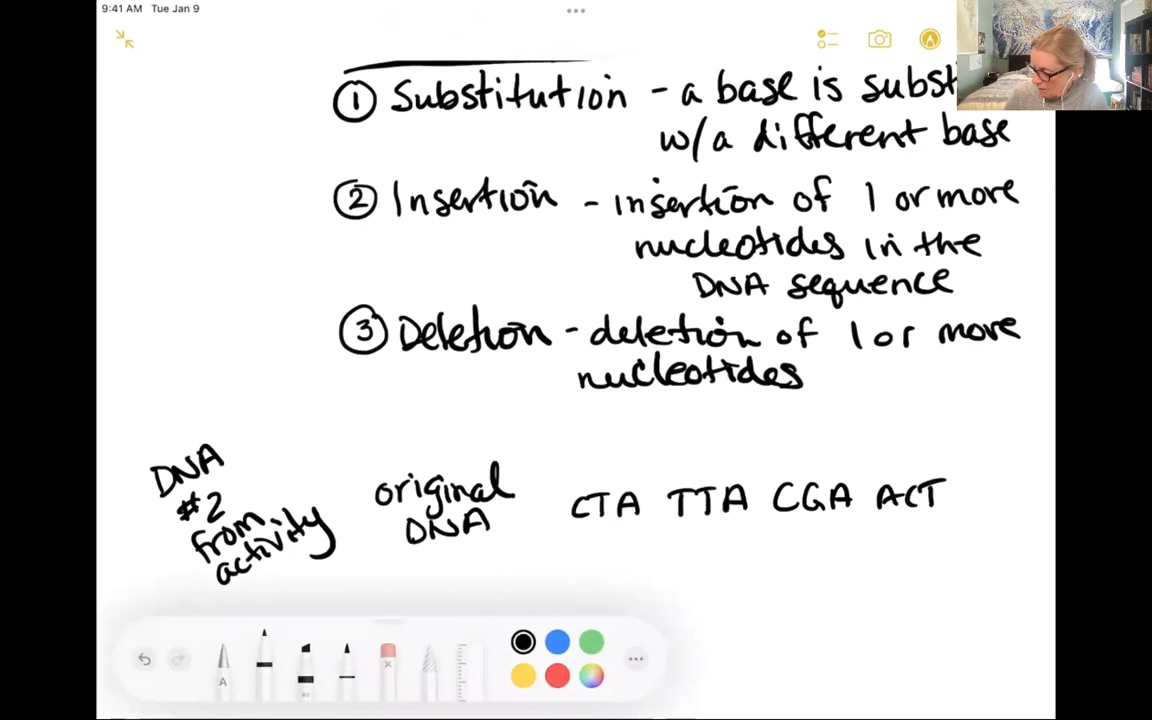 9:41 AM Tue Jan 9
① Substitution - a base is subst
w/a different base
② Insertion - insertion of 1 or more
nucleotides in the
DNA sequence
③ Deletion - deletion of 1 or more
nucleotides
DNA
#2
from
activity
original
DNA
CTA TTA CGA ACT
A